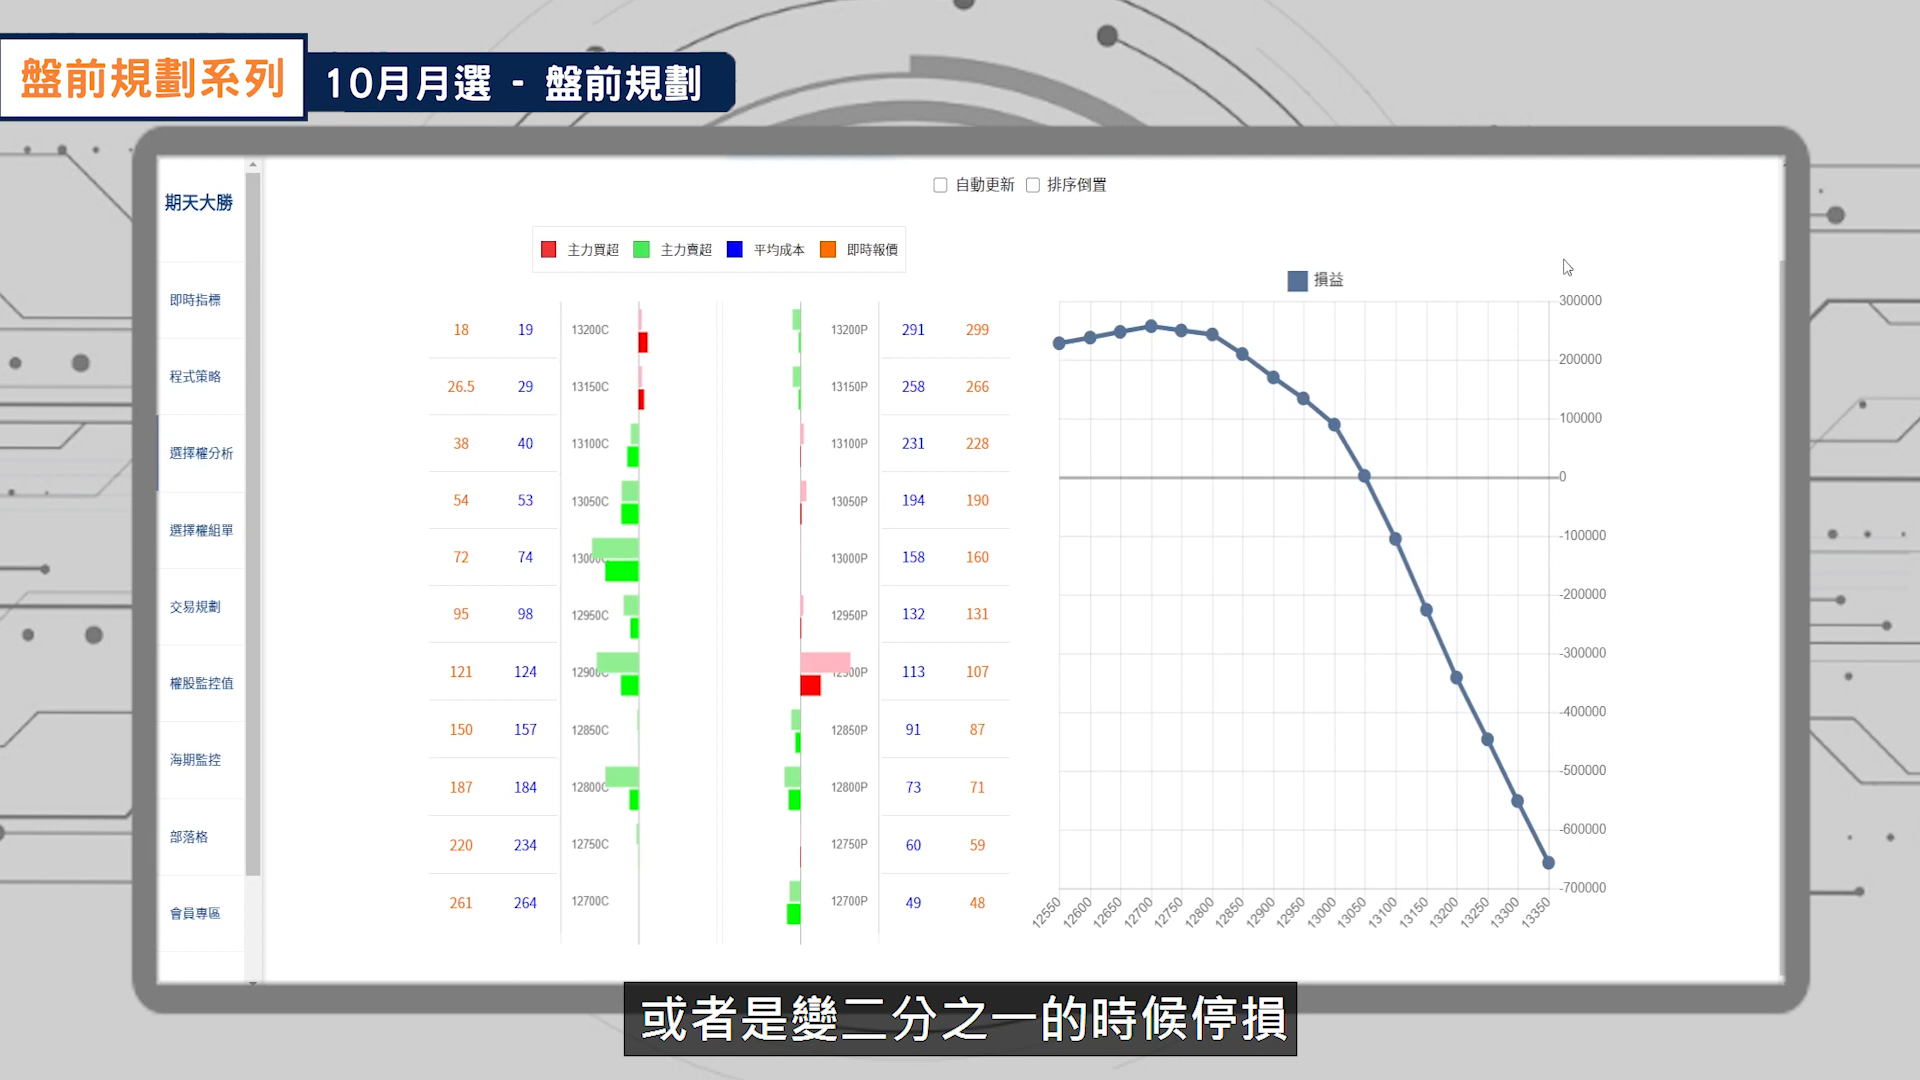 盤前規劃系列
10月月選 - 盤前規劃
期天大勝
即時指標
程式策略
選擇權分析
選擇權組單
交易規劃
權股監控值
海期監控
部落格
會員專區
自動更新 排序倒置
主力買超 主力賣超 平均成本 即時報價
18 19 13200C 13200P 291 299
26.5 29 13150C 13150P 258 266
38 40 13100C 13100P 231 228
54 53 13050C 13050P 194 190
72 74 13000C 13000P 158 160
95 98 12950C 12950P 132 131
121 124 12900C 12900P 113 107
150 157 12850C 12850P 91 87
187 184 12800C 12800P 73 71
220 234 12750C 12750P 60 59
261 264 12700C 12700P 49 48
損益
300000
200000
100000
0
-100000
-200000
-300000
-400000
-500000
-600000
-700000
12550 12600 12650 12700 12750 12800 12850 12900 12950 13000 13050 13100 13150 13200 13250 13300 13350
或者是變二分之一的時候停損